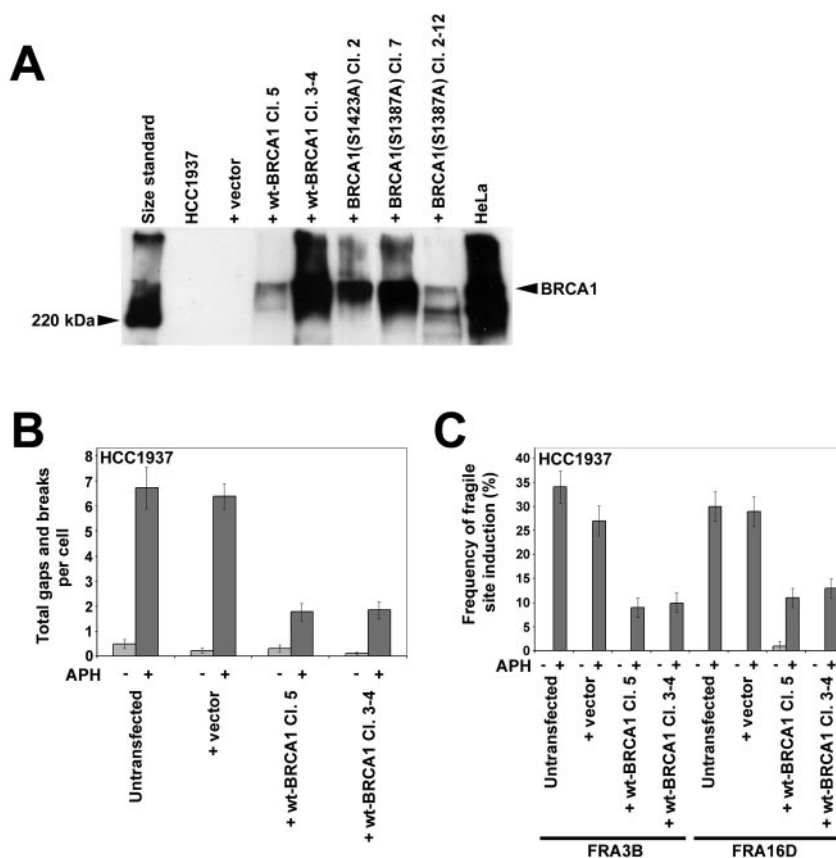 A
Size standard
HCC1937
+ vector
+ wt-BRCA1 Cl. 5
+ wt-BRCA1 Cl. 3-4
+ BRCA1(S1423A) Cl. 2
+ BRCA1(S1387A) Cl. 7
+ BRCA1(S1387A) Cl. 2-12
HeLa
BRCA1
220 kDa
B
HCC1937
Total gaps and breaks
per cell
8
7
6
5
4
3
2
1
0
APH - + - + - + - +
Untransfected
+ vector
+ wt-BRCA1 Cl. 5
+ wt-BRCA1 Cl. 3-4
C
HCC1937
Frequency of fragile
site induction (%)
40
35
30
25
20
15
10
5
0
APH - + - + - + - + - + - + - + - +
Untransfected
+ vector
+ wt-BRCA1 Cl. 5
+ wt-BRCA1 Cl. 3-4
Untransfected
+ vector
+ wt-BRCA1 Cl. 5
+ wt-BRCA1 Cl. 3-4
FRA3B
FRA16D